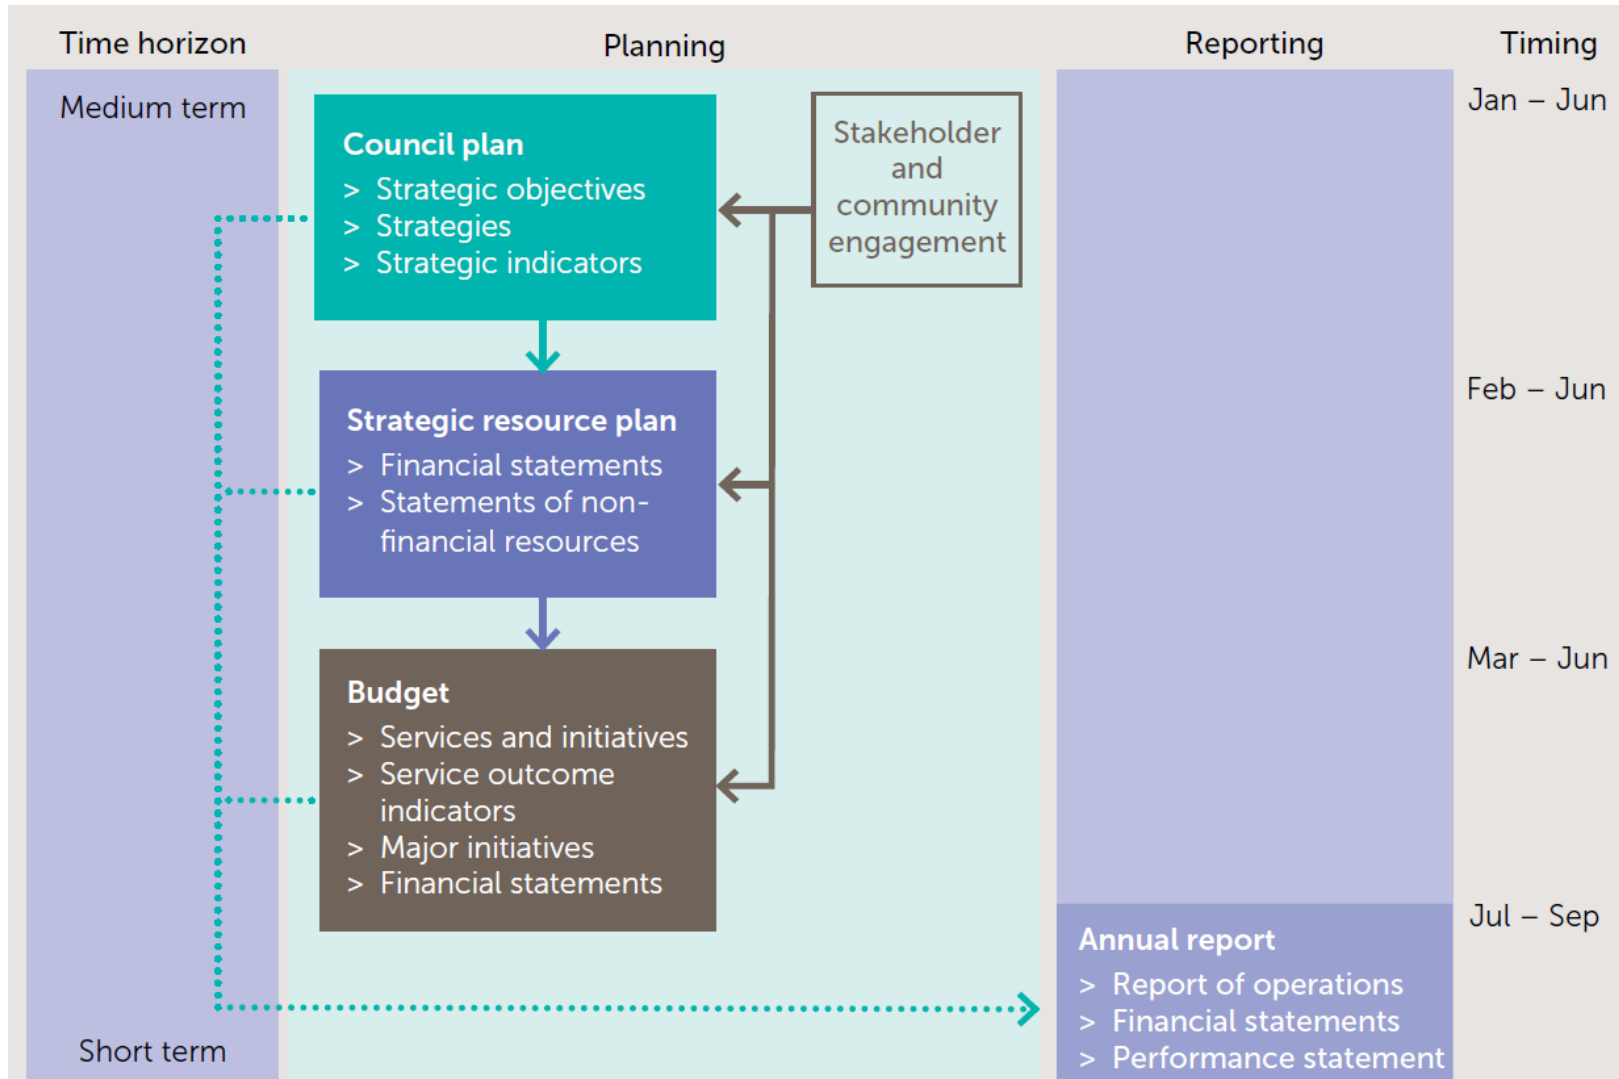 Time horizon
Planning
Reporting
Timing
Medium term
Council plan
> Strategic objectives
> Strategies
> Strategic indicators
Stakeholder
and
community
engagement
Jan – Jun
Strategic resource plan
> Financial statements
> Statements of non-
financial resources
Feb – Jun
Budget
> Services and initiatives
> Service outcome
indicators
> Major initiatives
> Financial statements
Mar – Jun
Annual report
> Report of operations
> Financial statements
> Performance statement
Jul – Sep
Short term